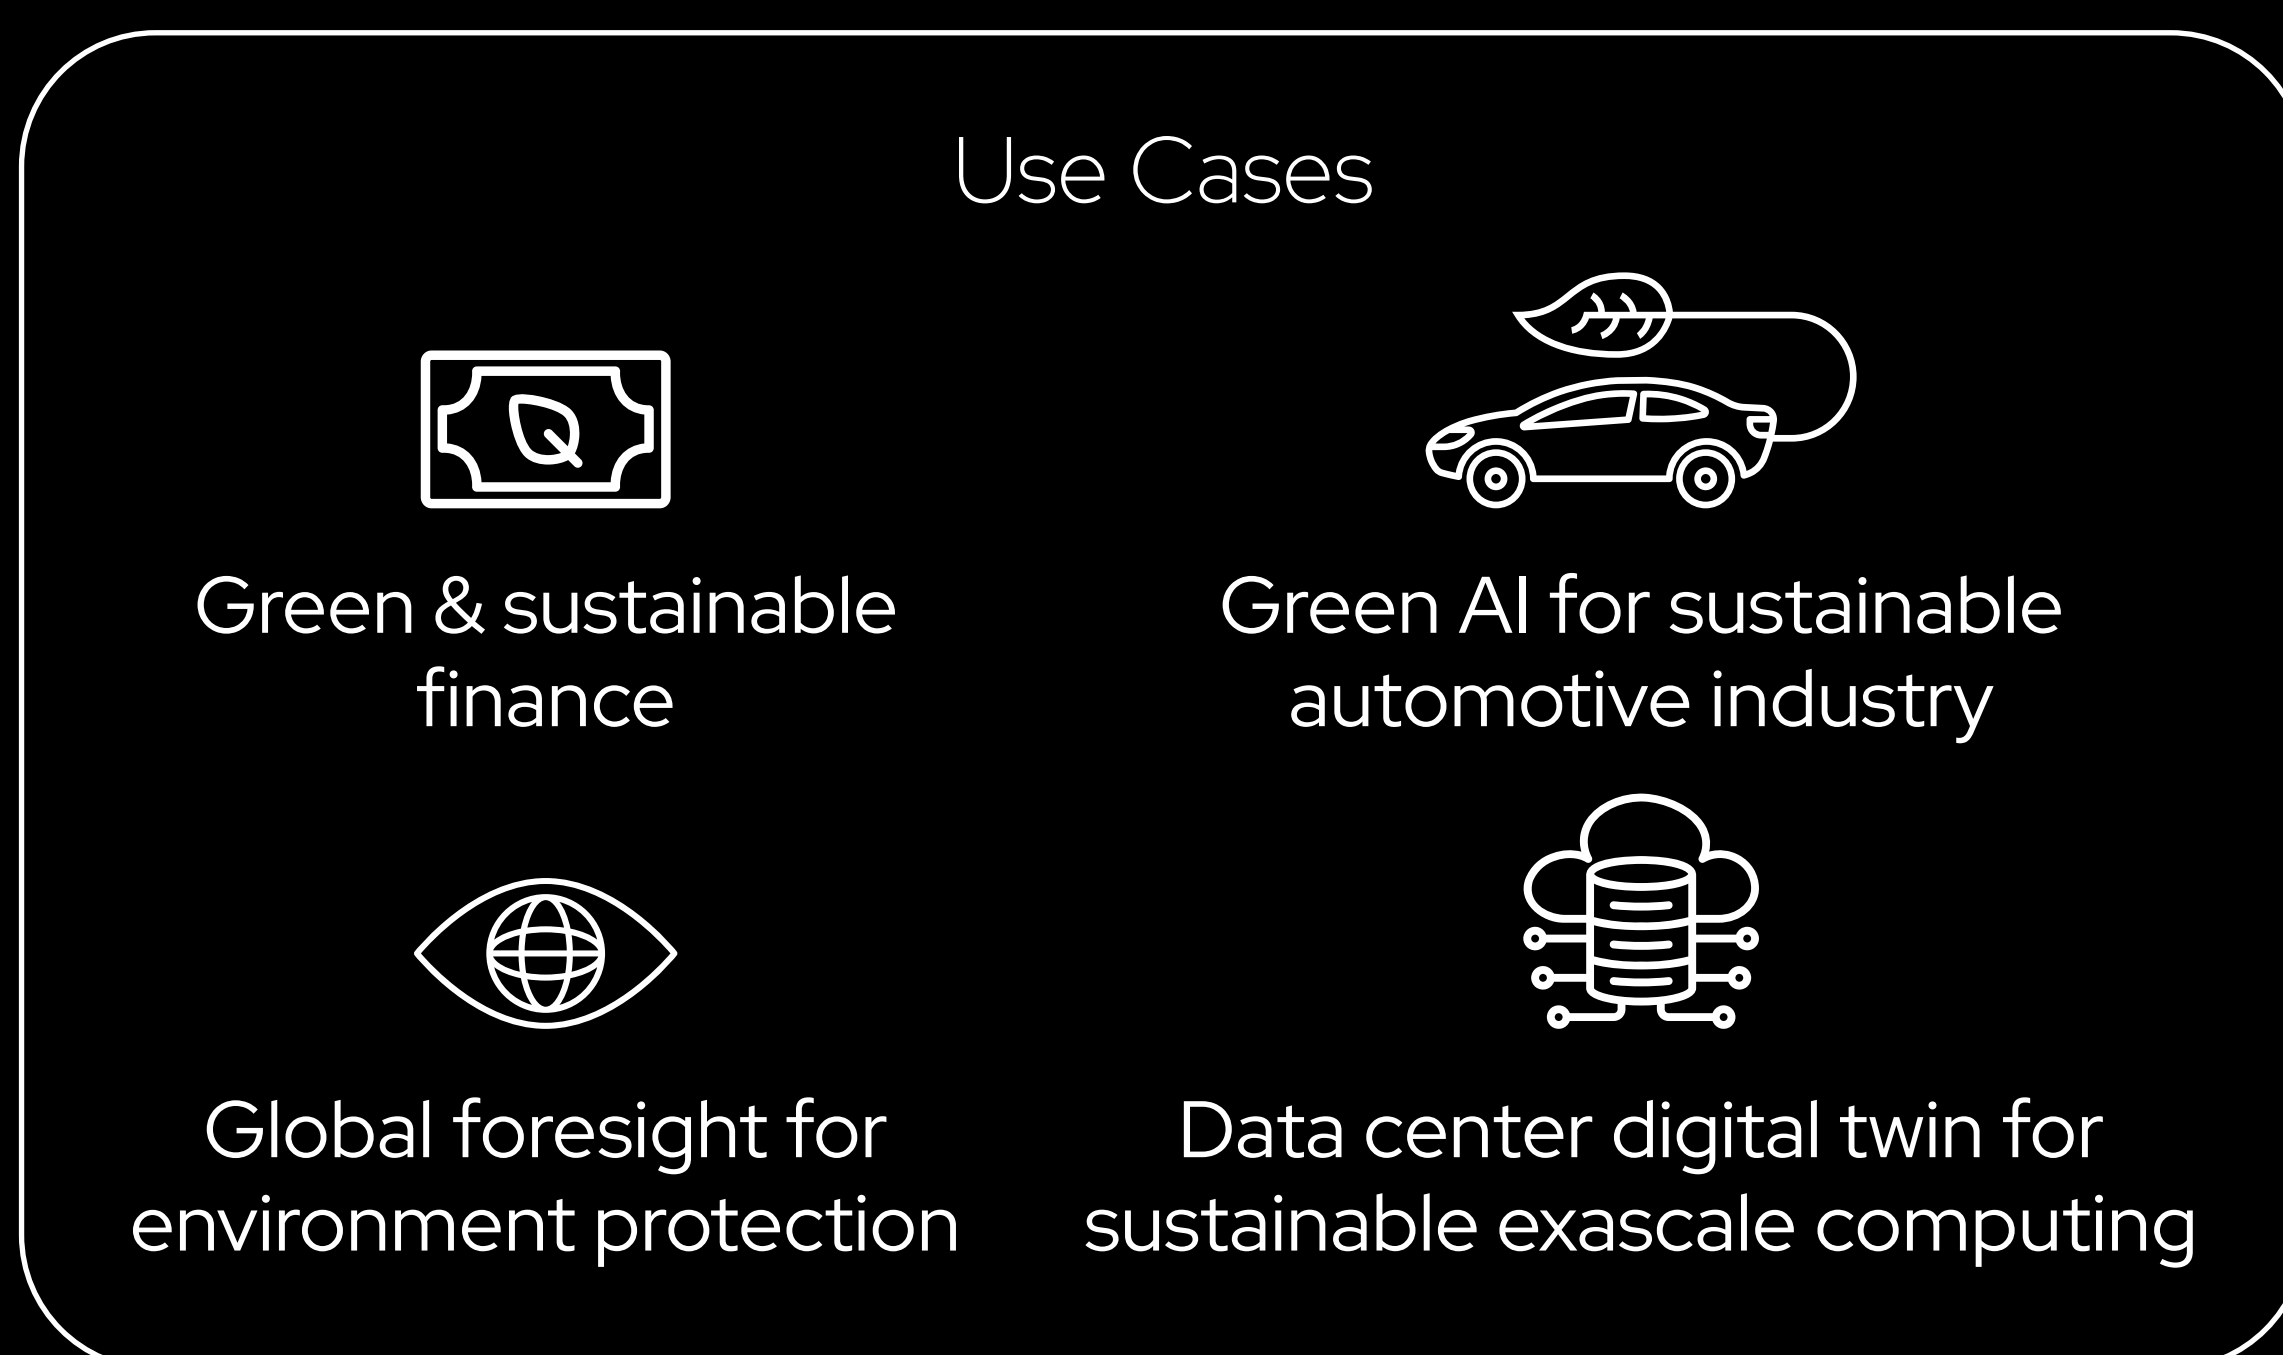 Use Cases
Green & sustainable
finance
Green AI for sustainable
automotive industry
Global foresight for
environment protection
Data center digital twin for
sustainable exascale computing